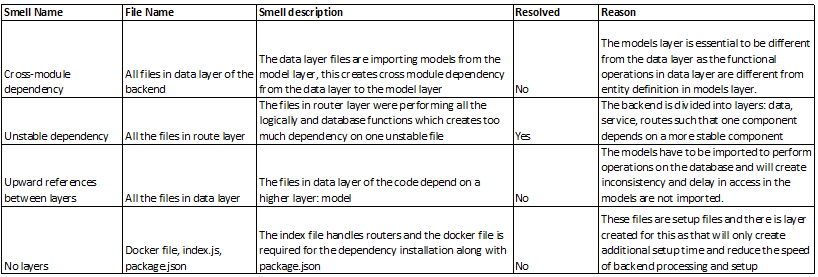 Smell Name File Name Smell description Resolved Reason
Cross-module
dependency
All files in data layer of the
backend
The data layer files are importing models from the
model layer, this creates cross module dependency
from the data layer to the model layer
No
The models layer is essential to be different
from the data layer as the functional
operations in data layer are different from
entity definition in models layer.
Unstable dependency
All the files in route layer
The files in router layer were performing all the
logically and database functions which creates too
much dependency on one unstable file
Yes
The backend is divided into layers: data,
service, routes such that one component
depends on a more stable component
Upward references
between layers
All the files in data layer
The files in data layer of the code depend on a
higher layer: model
No
The models have to be imported to perform
operations on the database and will create
inconsistency and delay in access in the
models are not imported.
No layers
Docker file, index.js,
package.json
The index file handles routers and the docker file is
required for the dependency installation along with
package.json
No
These files are setup files and there is layer
created for this as that will only create
additional setup time and reduce the speed
of backend processing and setup